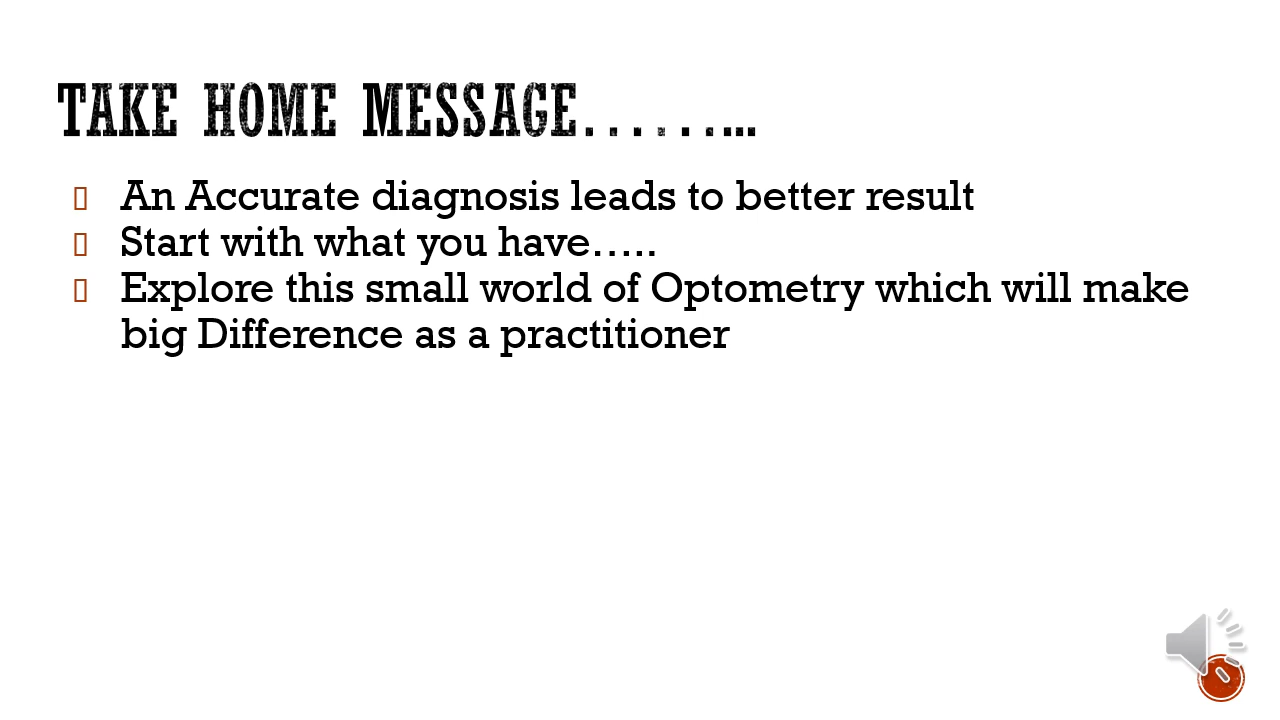 TAKE HOME MESSAGE……...
An Accurate diagnosis leads to better result
Start with what you have…..
Explore this small world of Optometry which will make
big Difference as a practitioner